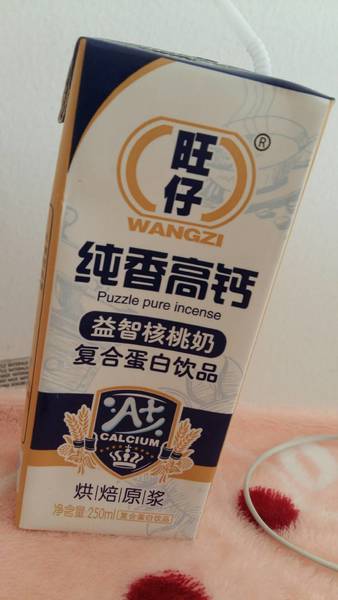 旺仔
®
WANGZI
纯香高钙
Puzzle pure incense
益智核桃奶
复合蛋白饮品
A+
CALCIUM
烘焙原浆
净含量:250ml 复合蛋白饮品